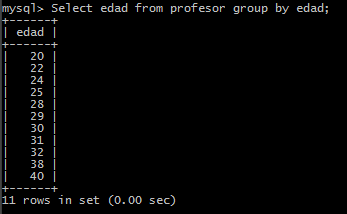 mysql> Select edad from profesor group by edad;
+------+
| edad |
+------+
|   20 |
|   22 |
|   24 |
|   25 |
|   28 |
|   29 |
|   30 |
|   31 |
|   32 |
|   38 |
|   40 |
+------+
11 rows in set (0.00 sec)